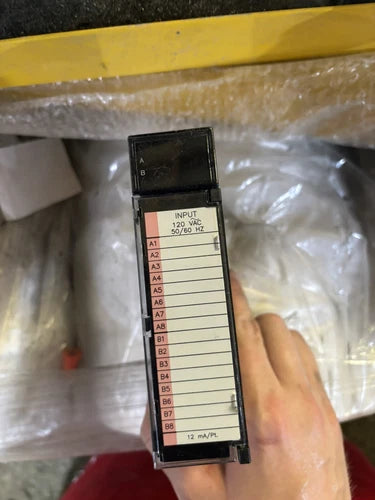 A
B
INPUT
120 VAC
50/60 HZ
A1
A2
A3
A4
A5
A6
A7
A8
B1
B2
B3
B4
B5
B6
B7
B8
12 mA/Pt.